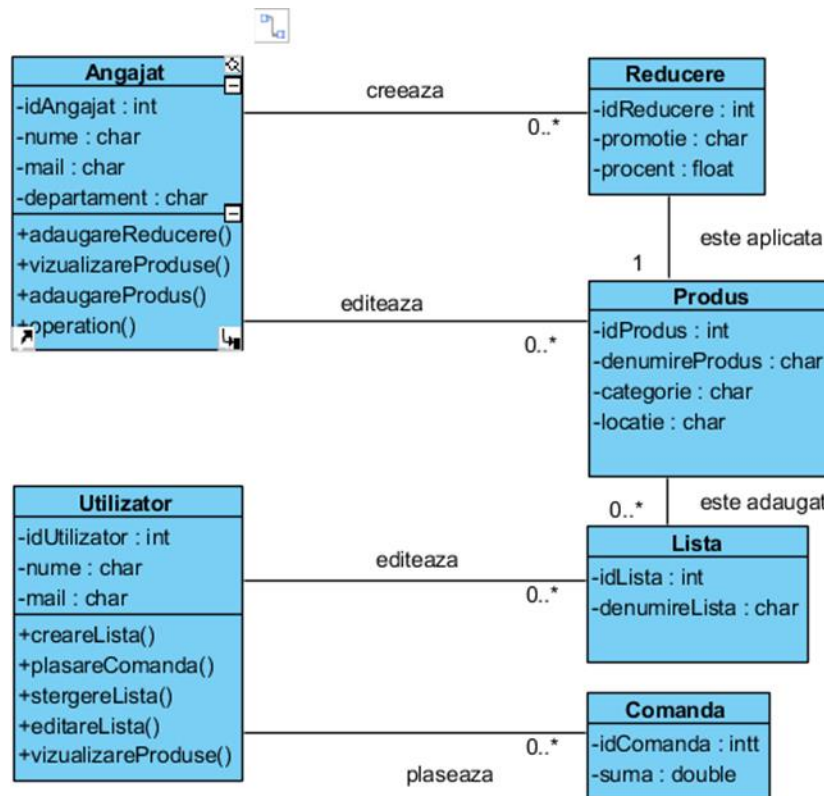 Angajat
-idAngajat : int
-nume : char
-mail : char
-departament : char
+adaugareReducere()
+vizualizareProduse()
+adaugareProdus()
+operation()
creeaza
0..*
Reducere
-idReducere : int
-promotie : char
-procent : float
este aplicata
1
editeaza
0..*
Produs
-idProdus : int
-denumireProdus : char
-categorie : char
-locatie : char
este adaugat
0..*
Utilizator
-idUtilizator : int
-nume : char
-mail : char
+creareLista()
+plasareComanda()
+stergereLista()
+editareLista()
+vizualizareProduse()
editeaza
0..*
Lista
-idLista : int
-denumireLista : char
plaseaza
0..*
Comanda
-idComanda : intt
-suma : double